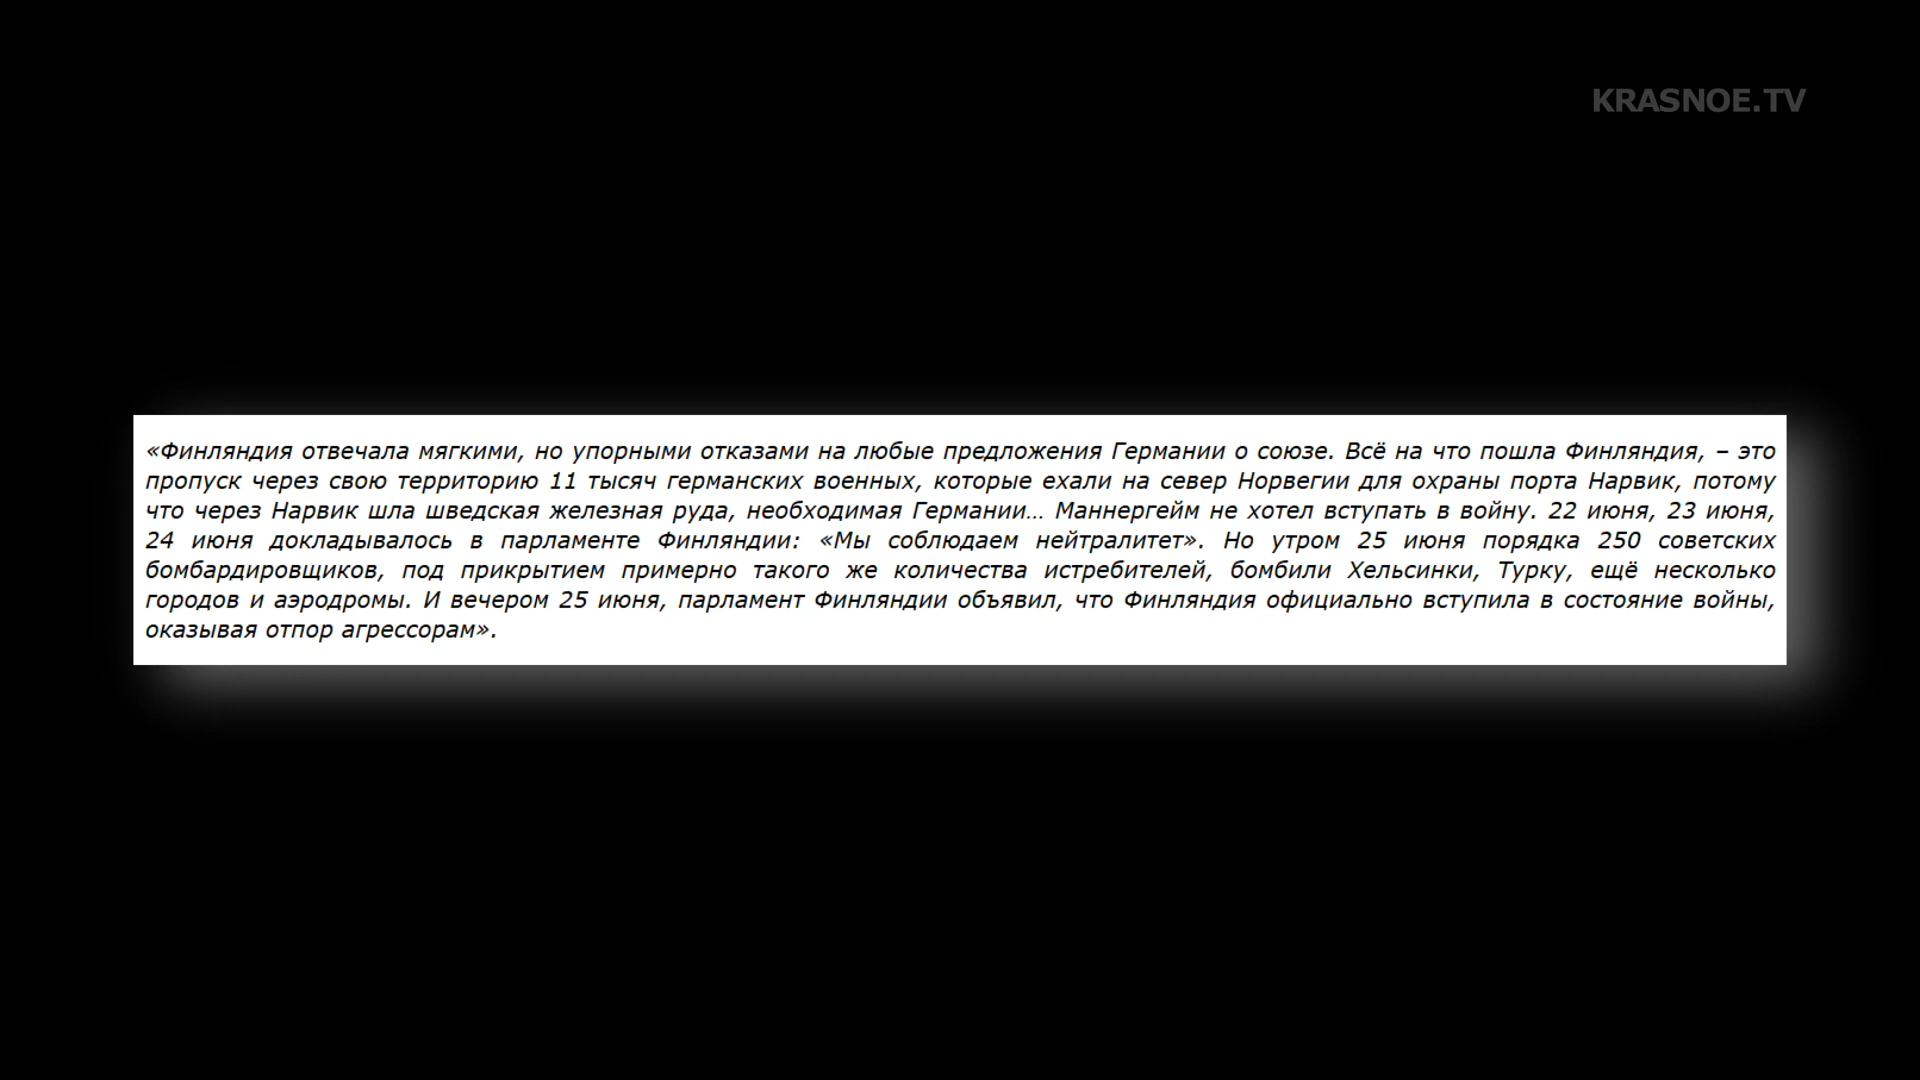 KRASNOE.TV
«Финляндия отвечала мягкими, но упорными отказами на любые предложения Германии о союзе. Всё на что пошла Финляндия, – это
пропуск через свою территорию 11 тысяч германских военных, которые ехали на север Норвегии для охраны порта Нарвик, потому
что через Нарвик шла шведская железная руда, необходимая Германии... Маннергейм не хотел вступать в войну. 22 июня, 23 июня,
24 июня докладывалось в парламенте Финляндии: «Мы соблюдаем нейтралитет». Но утром 25 июня порядка 250 советских
бомбардировщиков, под прикрытием примерно такого же количества истребителей, бомбили Хельсинки, Турку, ещё несколько
городов и аэродромы. И вечером 25 июня, парламент Финляндии объявил, что Финляндия официально вступила в состояние войны,
оказывая отпор агрессорам».